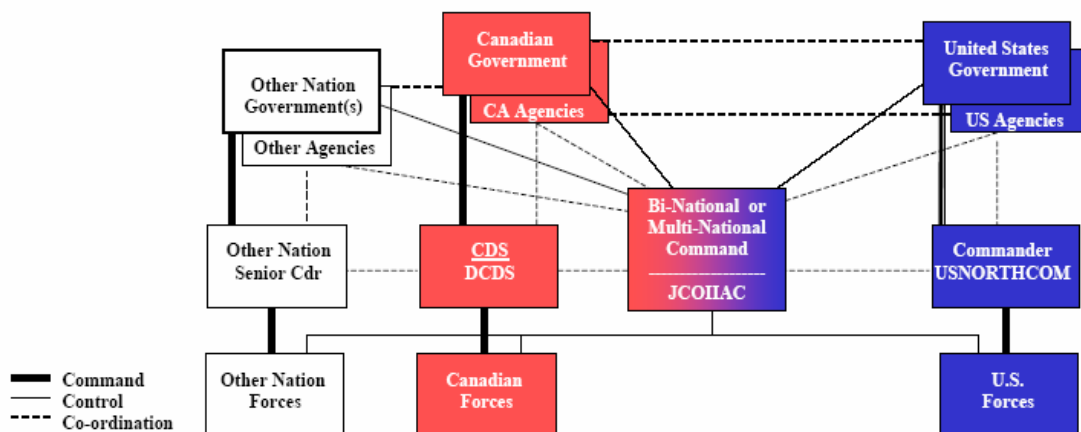 Canadian
Government
CA Agencies
United States
Government
US Agencies
Other Nation
Government(s)
Other Agencies
Bi-National or
Multi-National
Command
JCOIIAC
Other Nation
Senior Cdr
CDS
DCDS
Commander
USNORTHCOM
Other Nation
Forces
Canadian
Forces
U.S.
Forces
Command
Control
Co-ordination